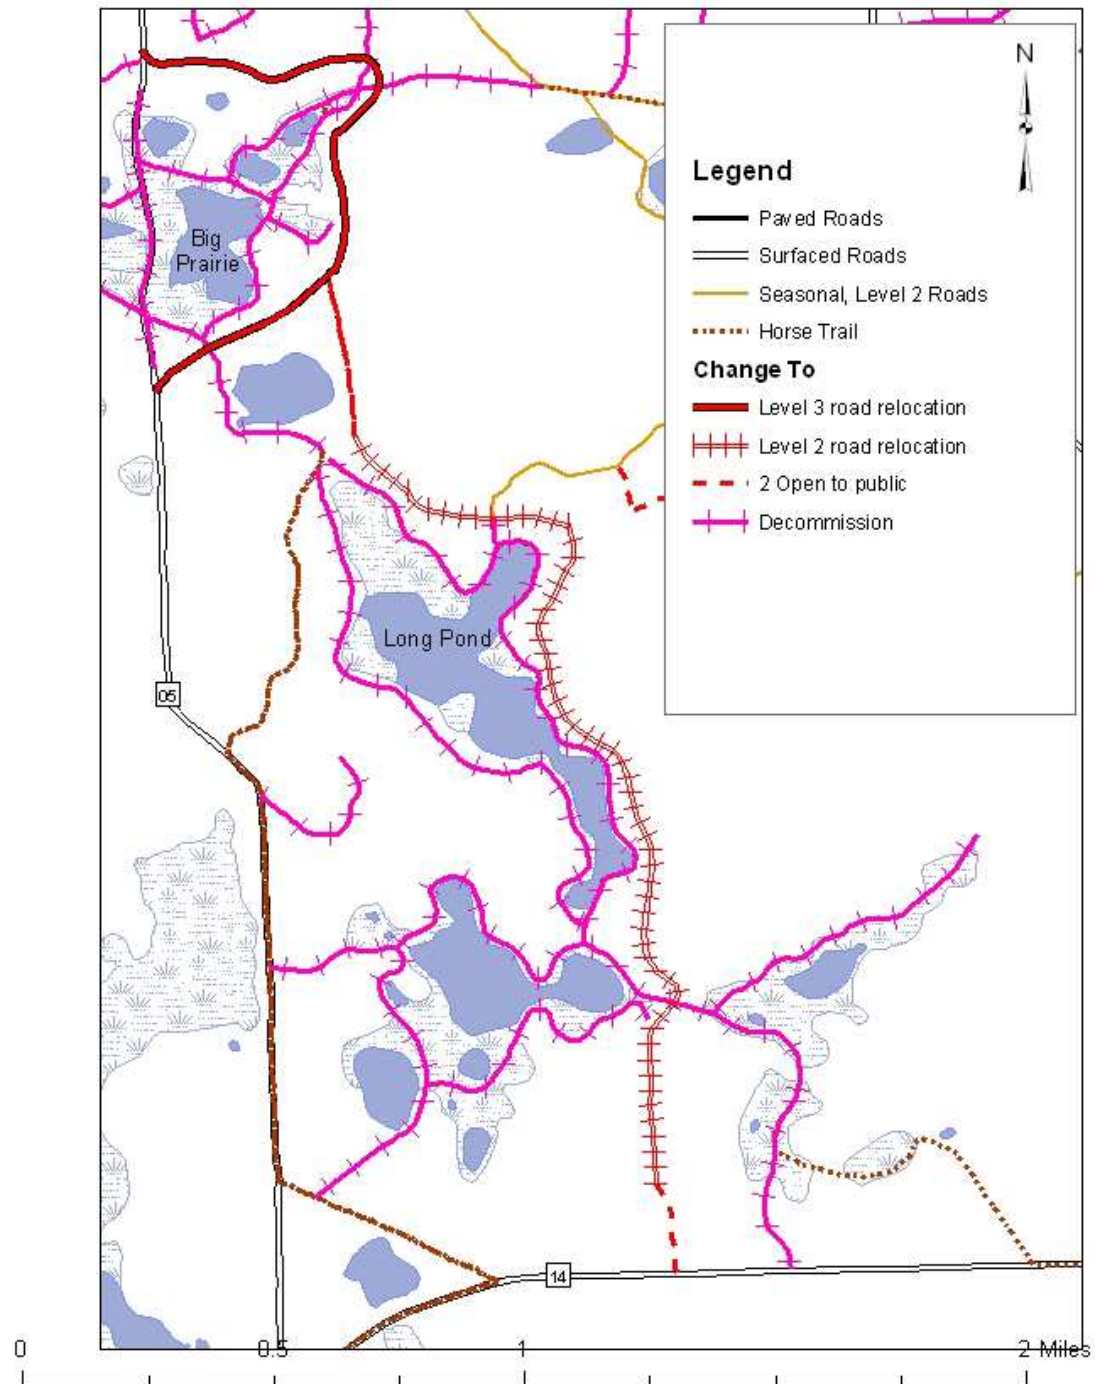 N
Legend
Paved Roads
Surfaced Roads
Seasonal, Level 2 Roads
Horse Trail
Change To
Level 3 road relocation
Level 2 road relocation
2 Open to public
Decommission
Big
Prairie
Long Pond
05
14
0 0.5 1 2 Miles